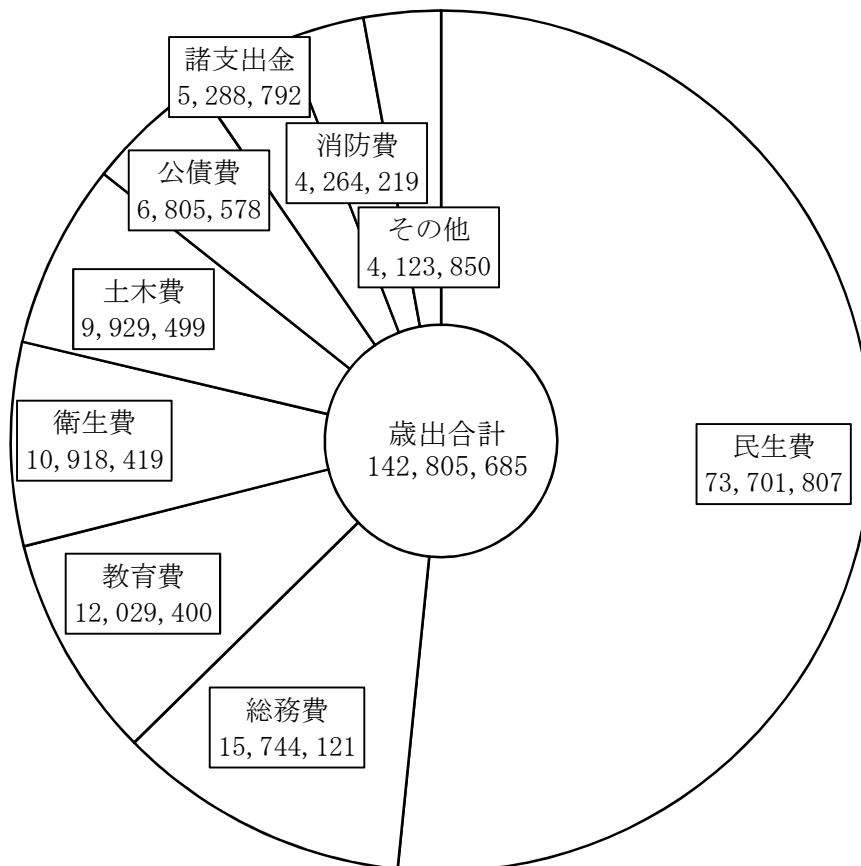 諸支出金
5,288,792
消防費
4,264,219
公債費
6,805,578
その他
4,123,850
土木費
9,929,499
衛生費
10,918,419
歳出合計
142,805,685
民生費
73,701,807
教育費
12,029,400
総務費
15,744,121